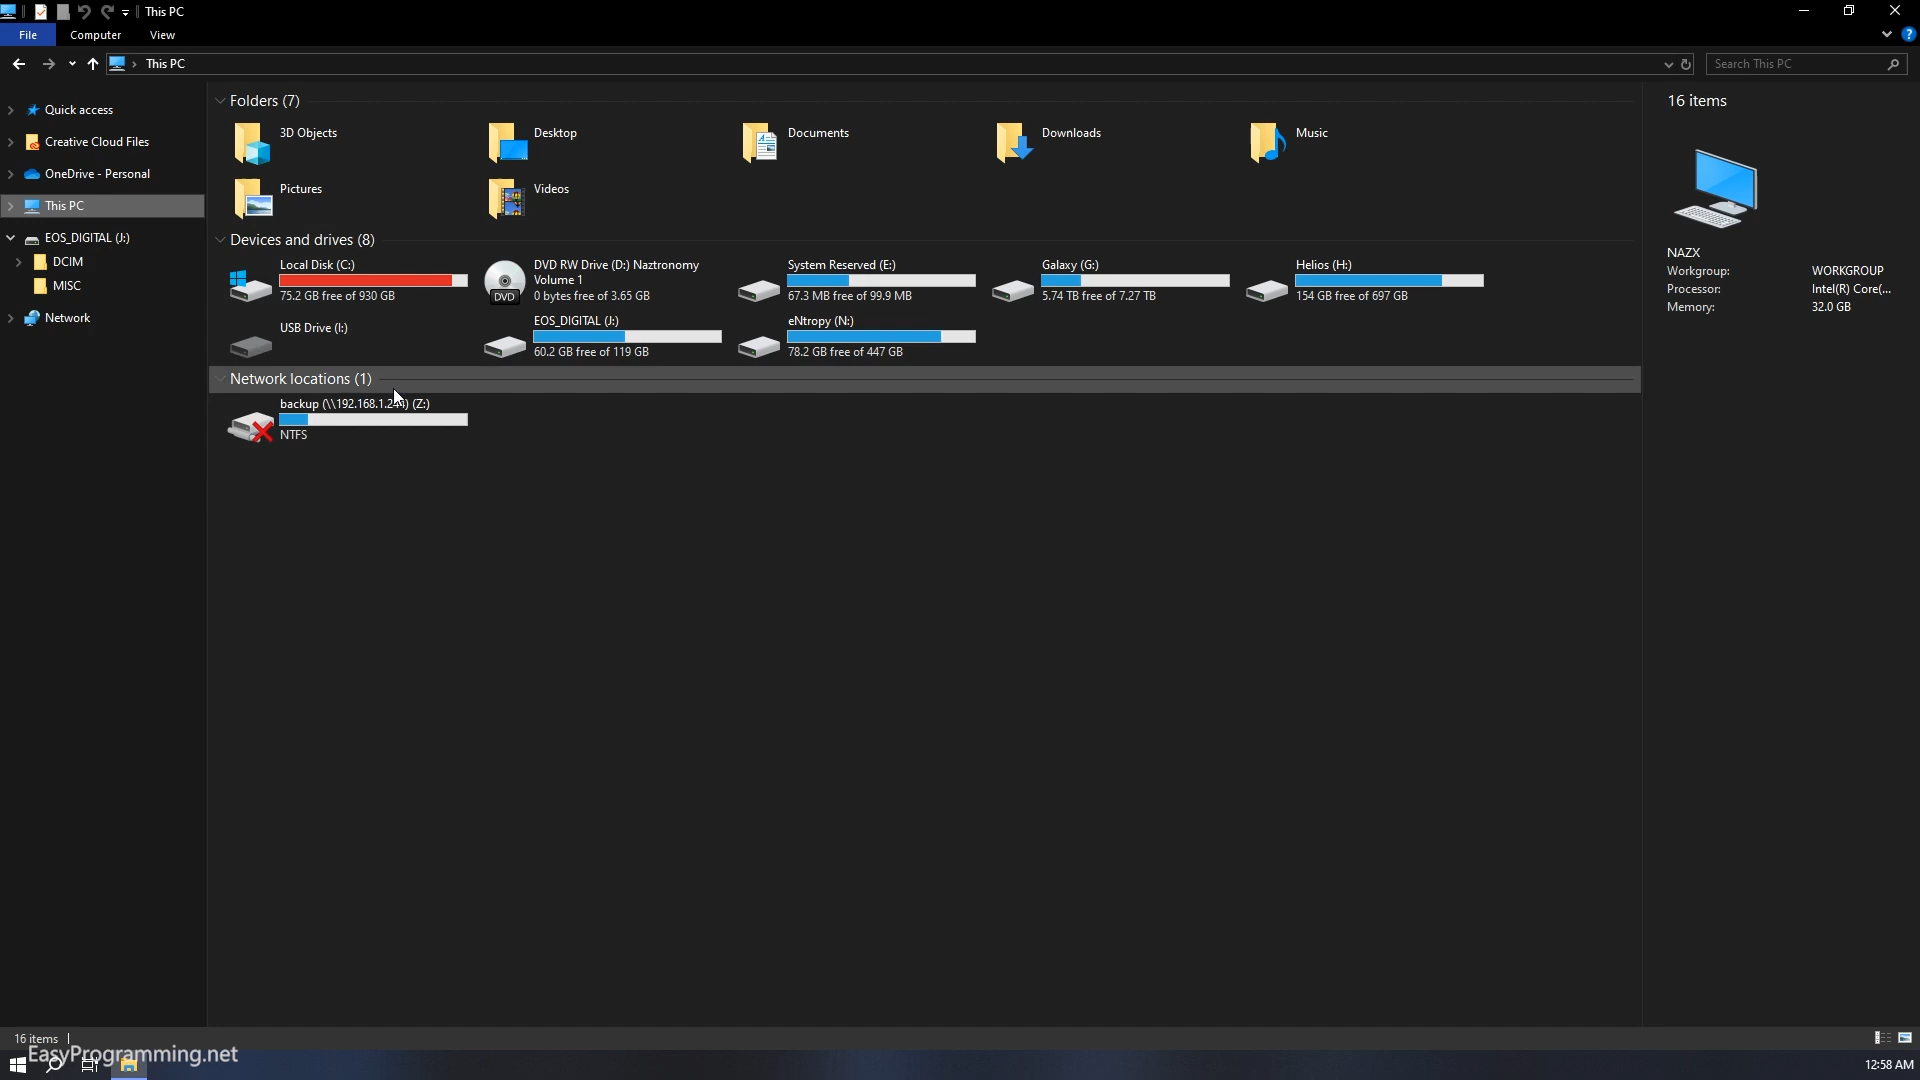 This PC
File
Computer
View
This PC
Search This PC
Quick access
Creative Cloud Files
OneDrive - Personal
This PC
EOS_DIGITAL (J:)
DCIM
MISC
Network
Folders (7)
3D Objects
Desktop
Documents
Downloads
Music
Pictures
Videos
Devices and drives (8)
Local Disk (C:)
75.2 GB free of 930 GB
DVD RW Drive (D:) Naztronomy
Volume 1
0 bytes free of 3.65 GB
DVD
System Reserved (E:)
67.3 MB free of 99.9 MB
Galaxy (G:)
5.74 TB free of 7.27 TB
Helios (H:)
154 GB free of 697 GB
USB Drive (I:)
EOS_DIGITAL (J:)
60.2 GB free of 119 GB
eNtropy (N:)
78.2 GB free of 447 GB
Network locations (1)
backup (\\192.168.1.244) (Z:)
NTFS
16 items
NAZX
Workgroup: WORKGROUP
Processor: Intel(R) Core(...
Memory: 32.0 GB
16 items
EasyProgramming.net
12:58 AM